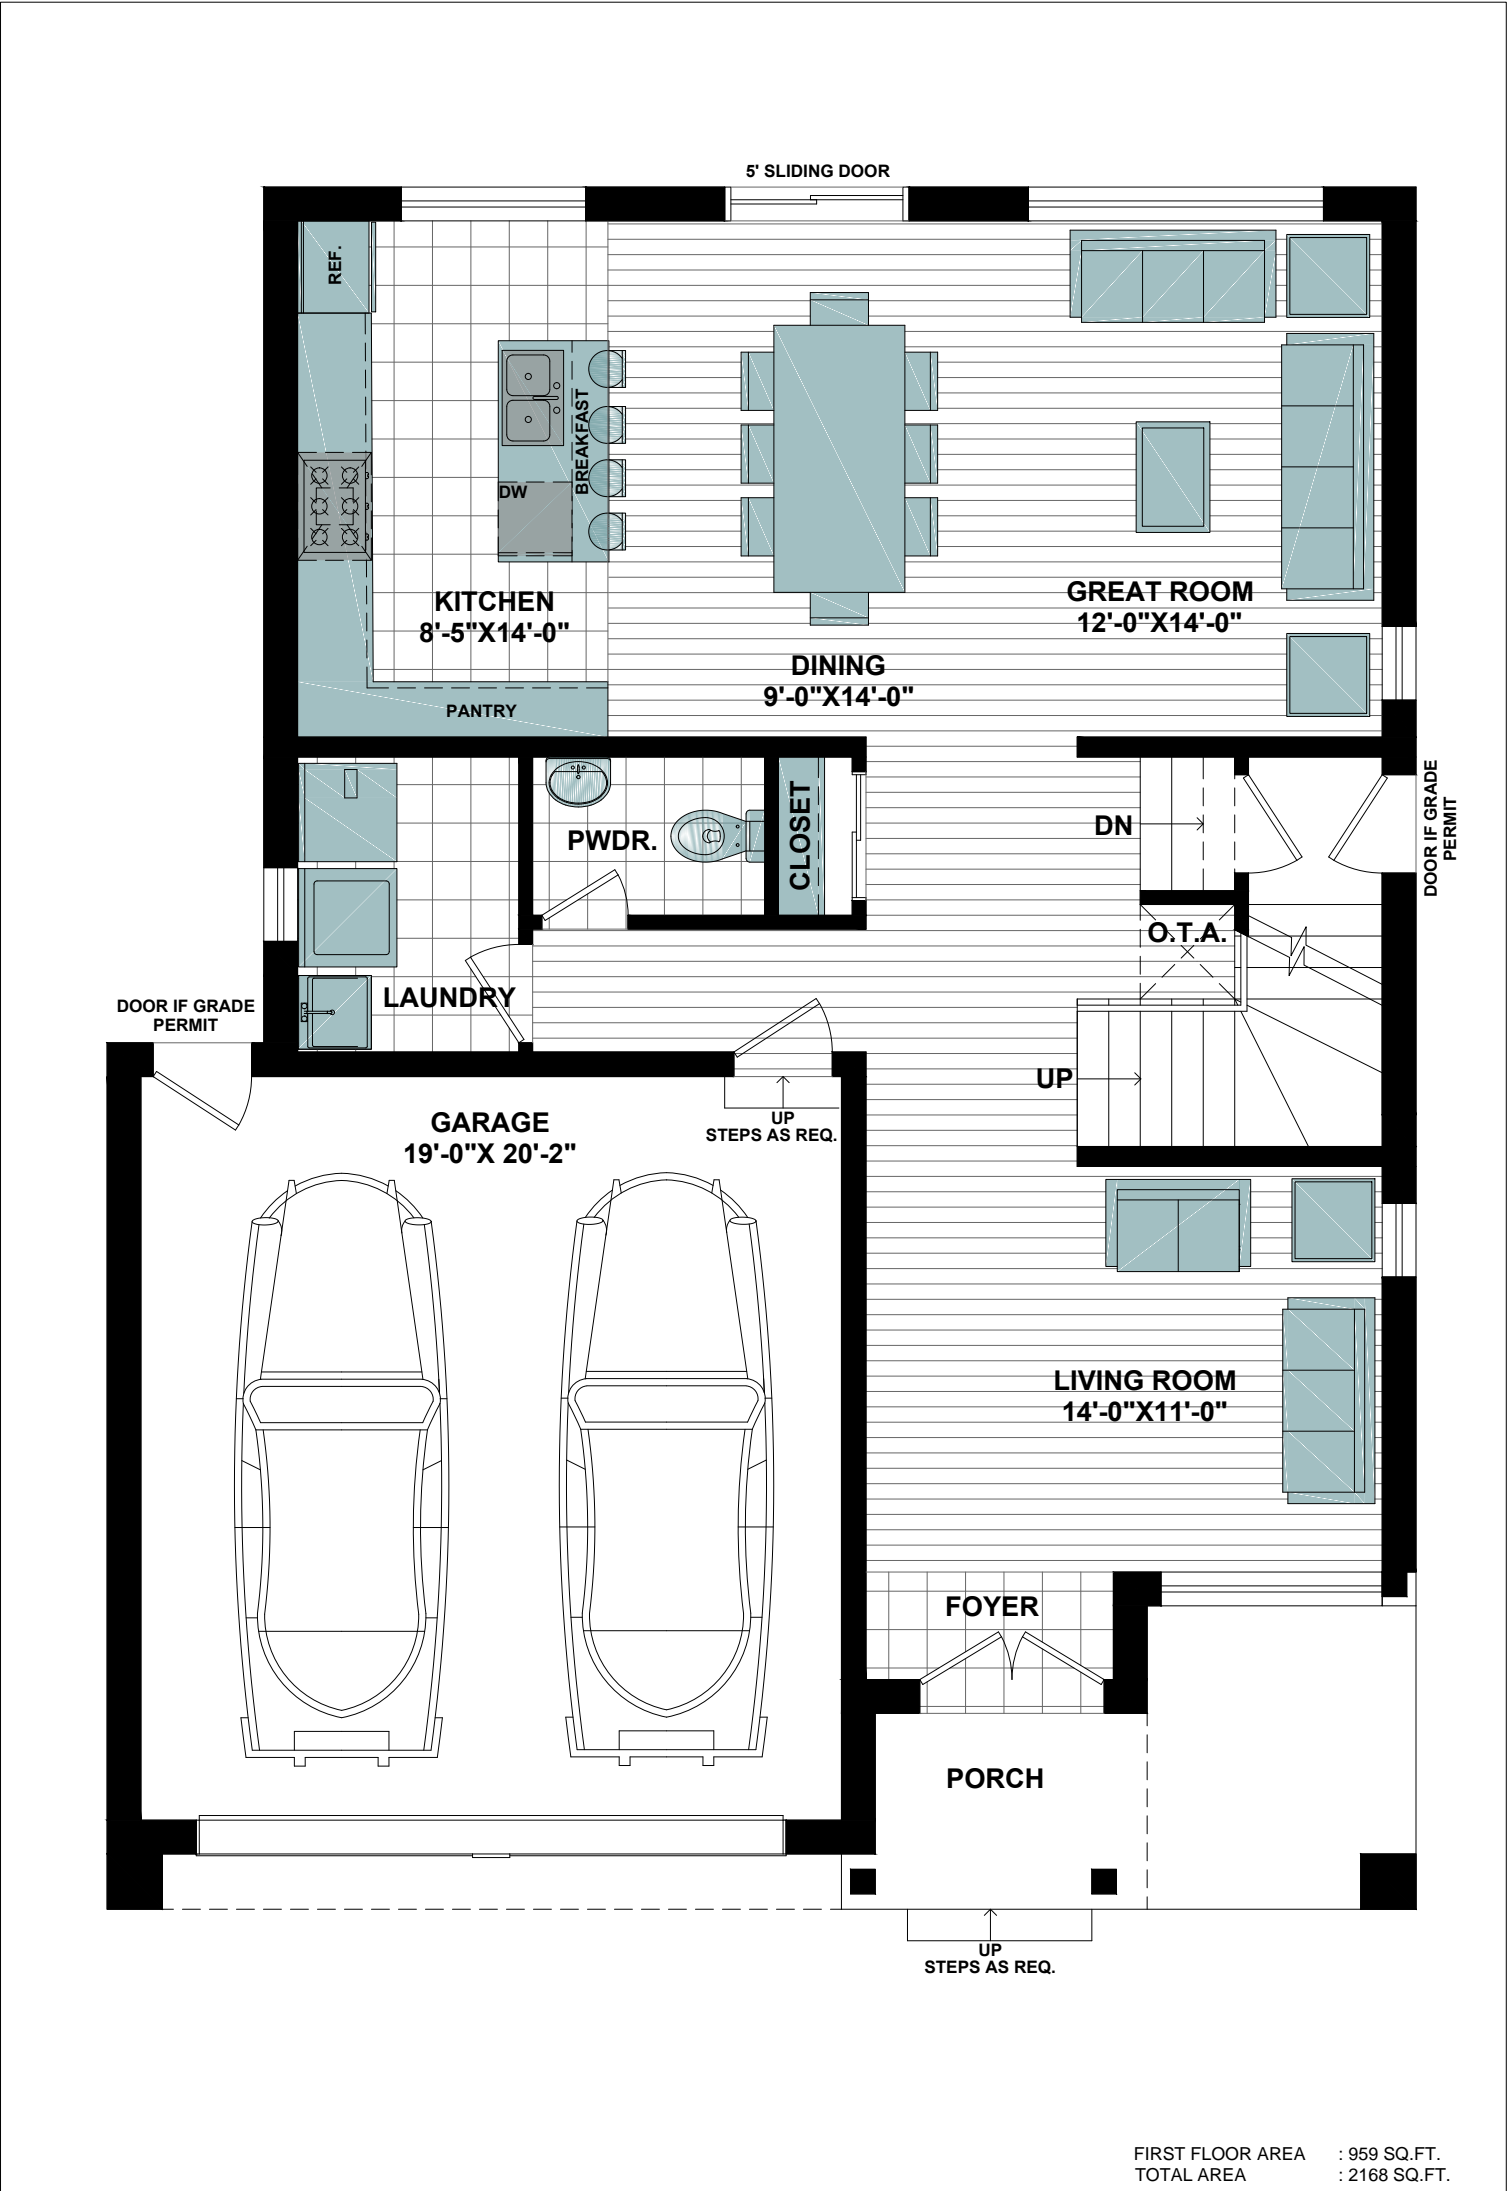 5' SLIDING DOOR
REF.
BREAKFAST
DW
KITCHEN
8'-5"X14'-0"
GREAT ROOM
12'-0"X14'-0"
DINING
9'-0"X14'-0"
PANTRY
PWDR.
CLOSET
DN
DOOR IF GRADE
PERMIT
O.T.A.
LAUNDRY
DOOR IF GRADE
PERMIT
UP
GARAGE
19'-0"X 20'-2"
UP
STEPS AS REQ.
LIVING ROOM
14'-0"X11'-0"
FOYER
PORCH
UP
STEPS AS REQ.
FIRST FLOOR AREA : 959 SQ.FT.
TOTAL AREA : 2168 SQ.FT.